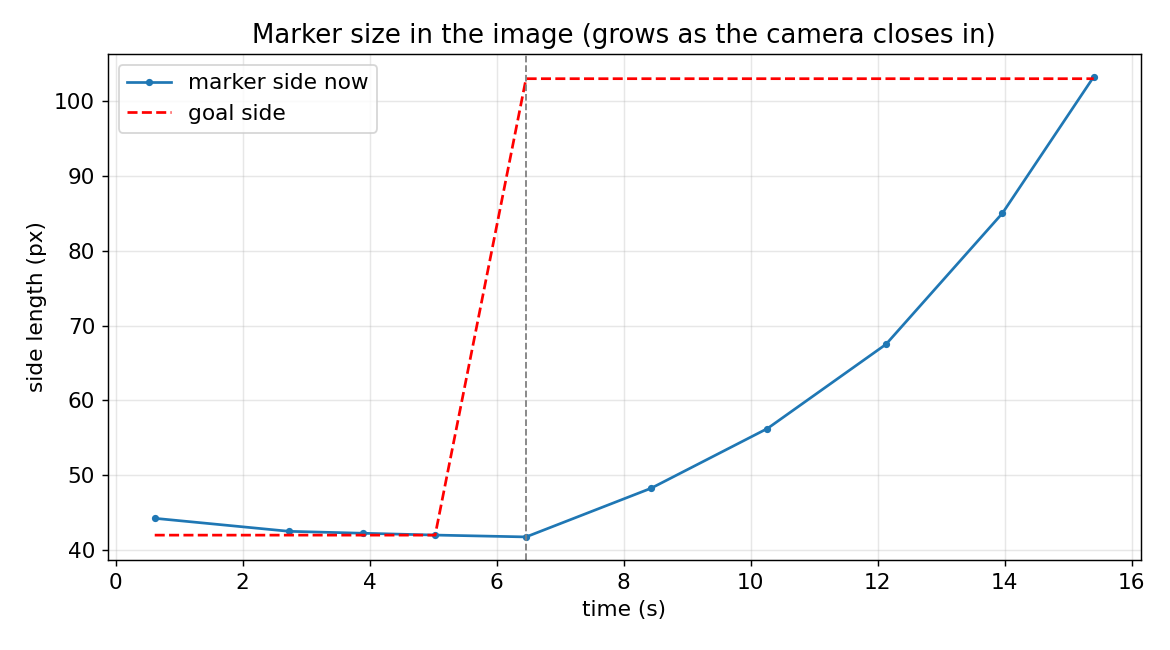 Marker size in the image (grows as the camera closes in)
marker side now
goal side
side length (px)
100
90
80
70
60
50
40
0 2 4 6 8 10 12 14 16
time (s)